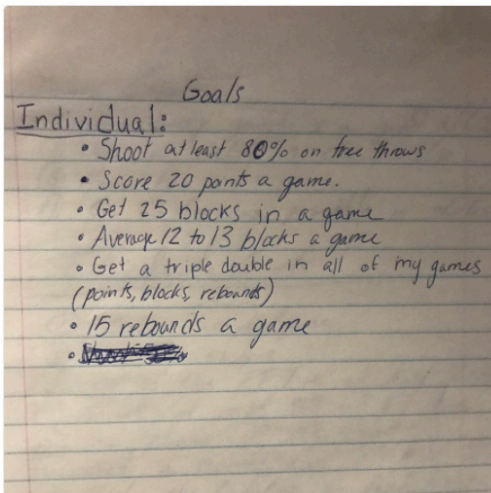 Goals
Individual:
• Shoot at least 80% on free throws
• Score 20 points a game.
• Get 25 blocks in a game
• Average 12 to 13 blocks a game
• Get a triple double in all of my games
(points, blocks, rebounds)
• 15 rebounds a game
•